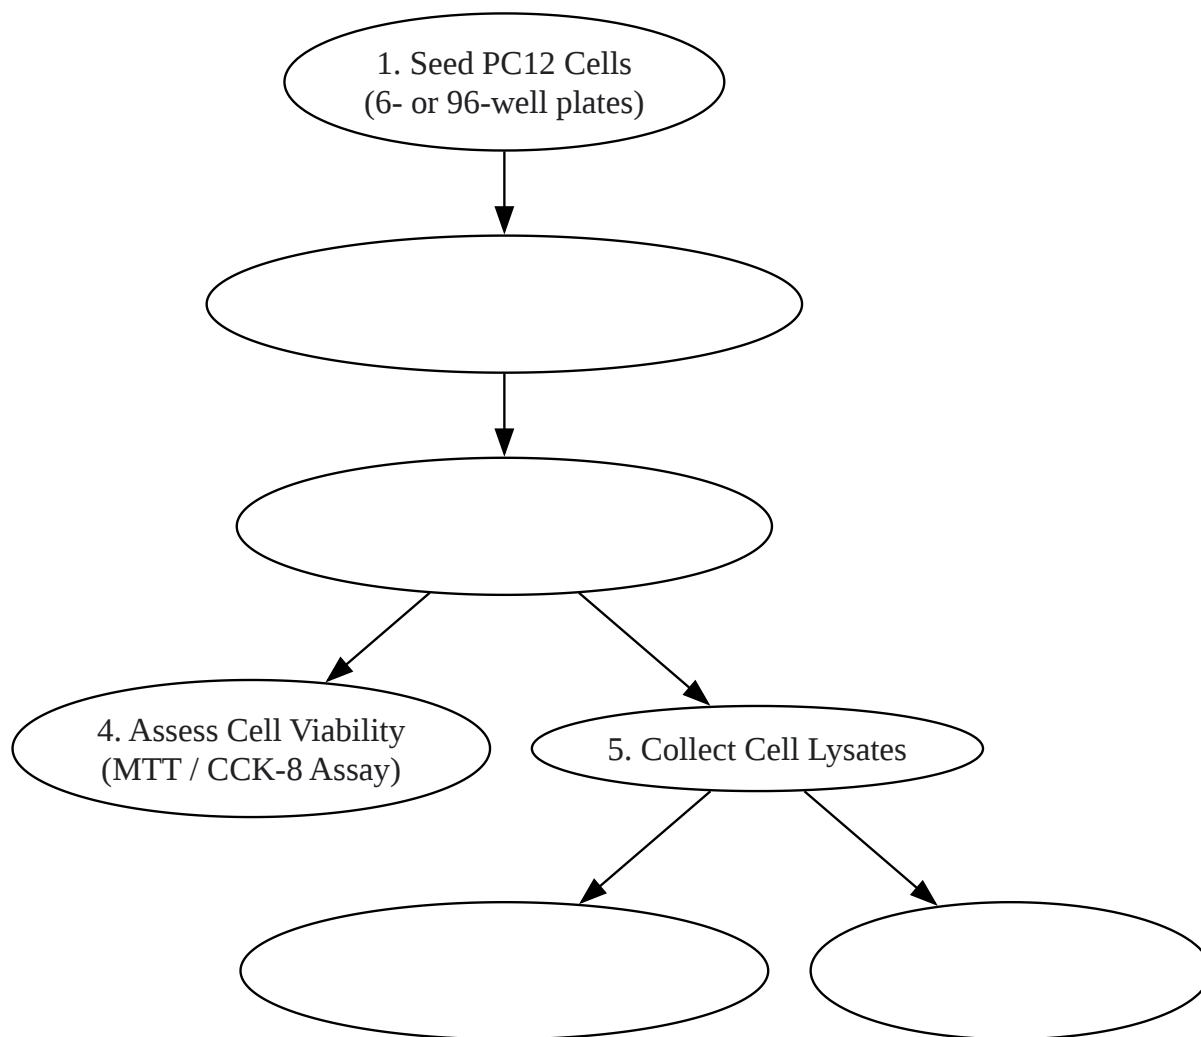 1. Seed PC12 Cells
(6- or 96-well plates)
4. Assess Cell Viability
(MTT / CCK-8 Assay)
5. Collect Cell Lysates